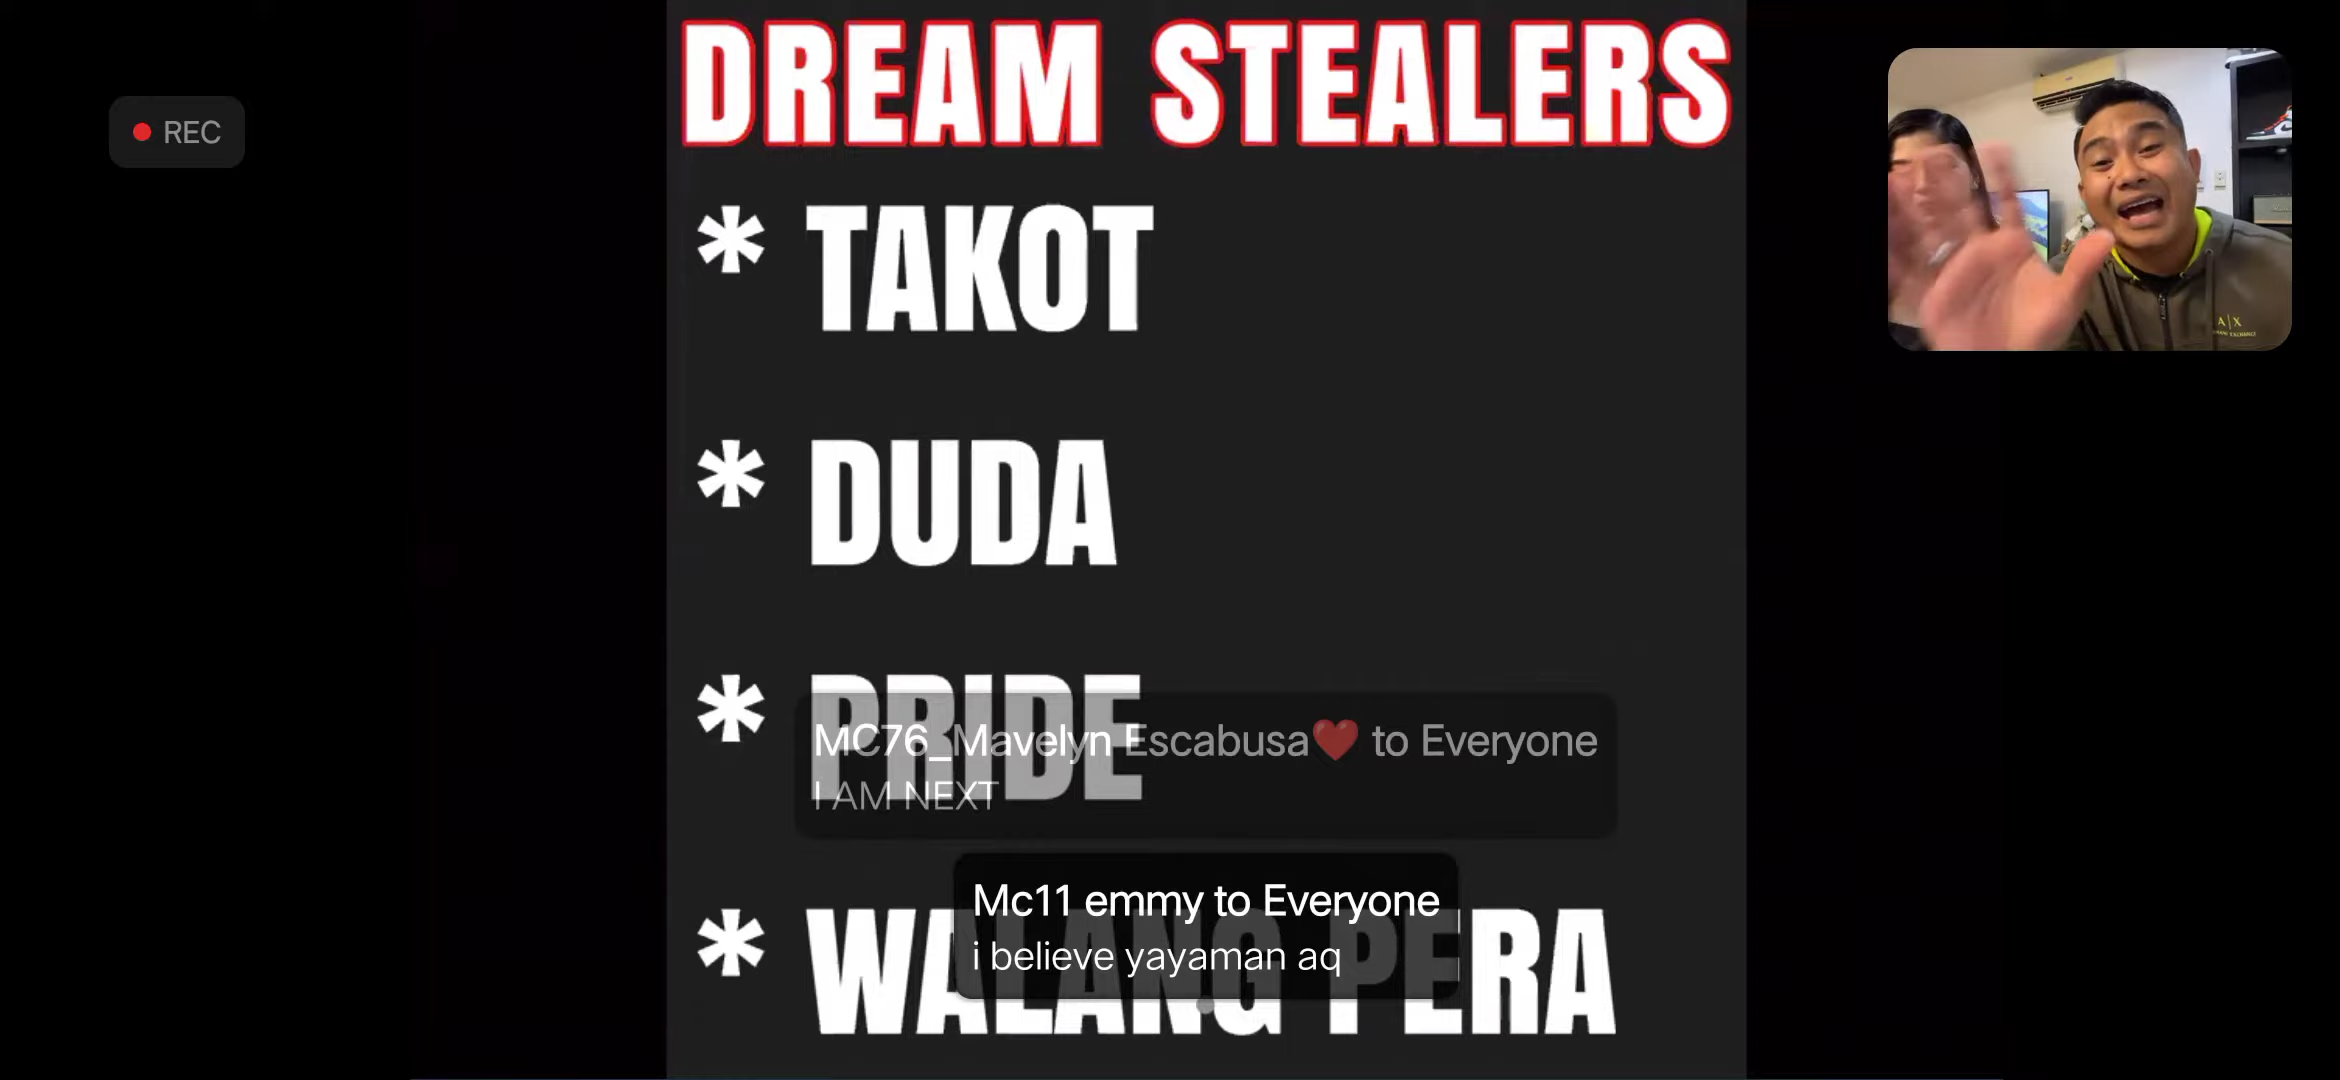 DREAM STEALERS
REC
* TAKOT
* DUDA
* PRIDE
MC76_Mavelyn Escabusa❤️ to Everyone
I AM NEXT
Mc11 emmy to Everyone
i believe yayaman aq
* WALANG PERA
A|X